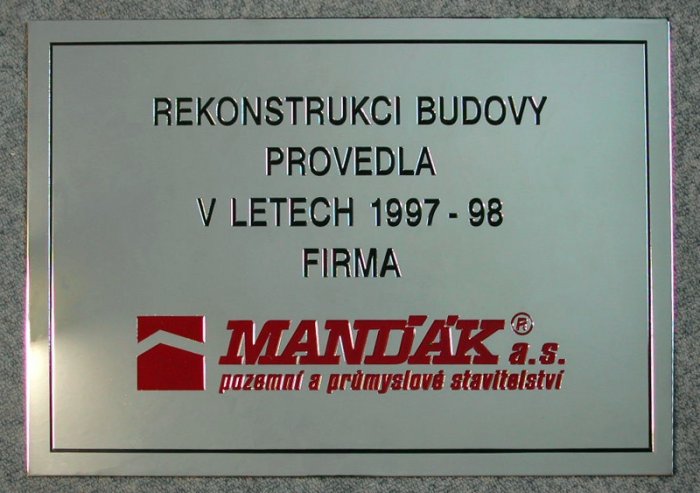 REKONSTRUKCI BUDOVY
PROVEDLA
V LETECH 1997 - 98
FIRMA
MANĎÁK® a.s.
pozemní a průmyslové stavitelství